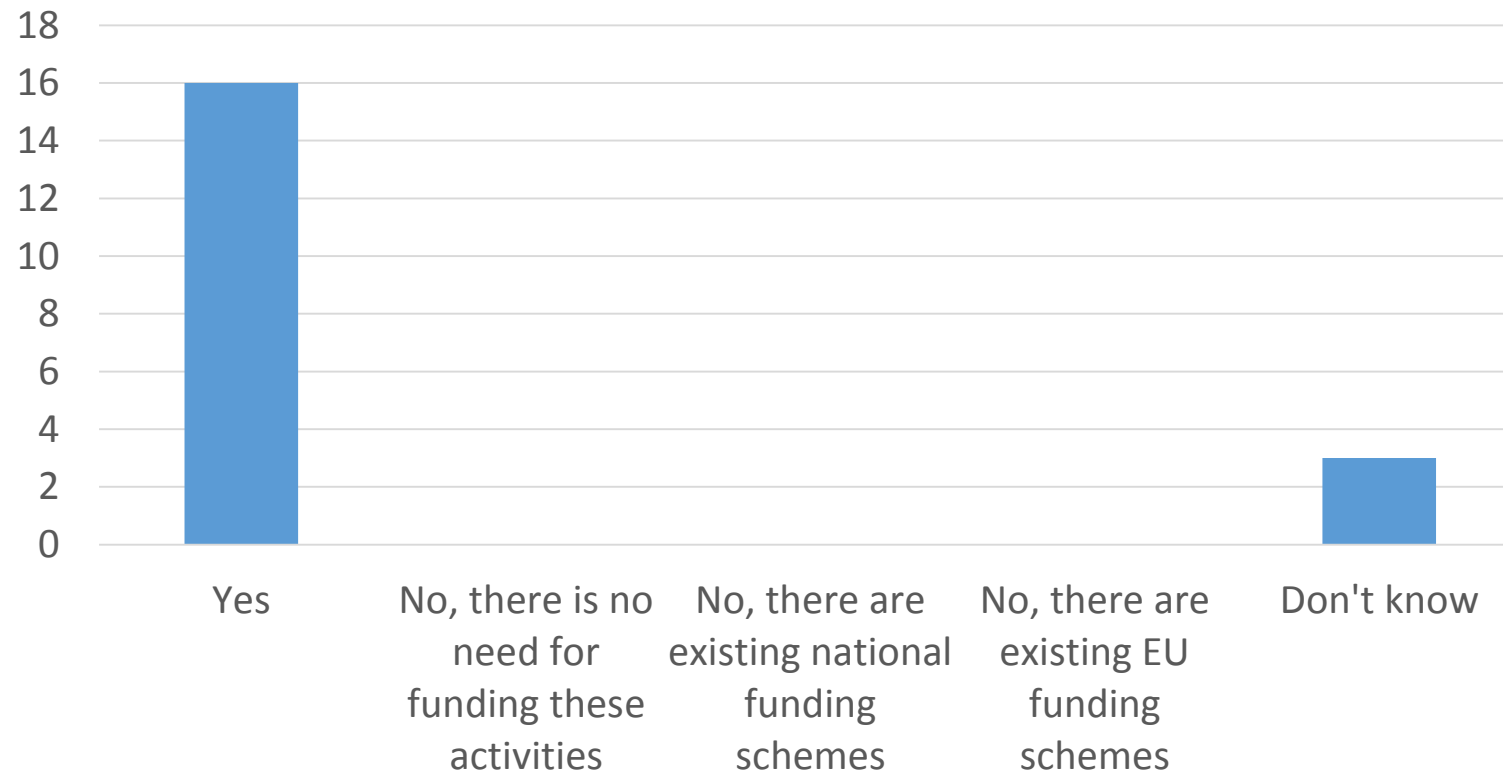 18
16
14
12
10
8
6
4
2
0
Yes
No, there is no
need for
funding these
activities
No, there are
existing national
funding
schemes
No, there are
existing EU
funding
schemes
Don't know